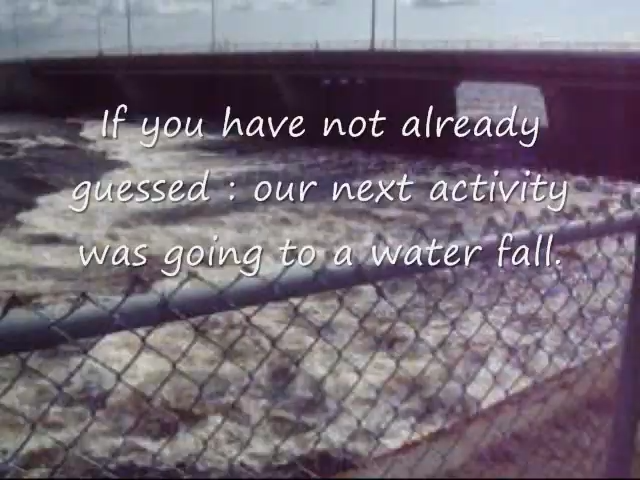 If you have not already
guessed : our next activity
was going to a water fall.